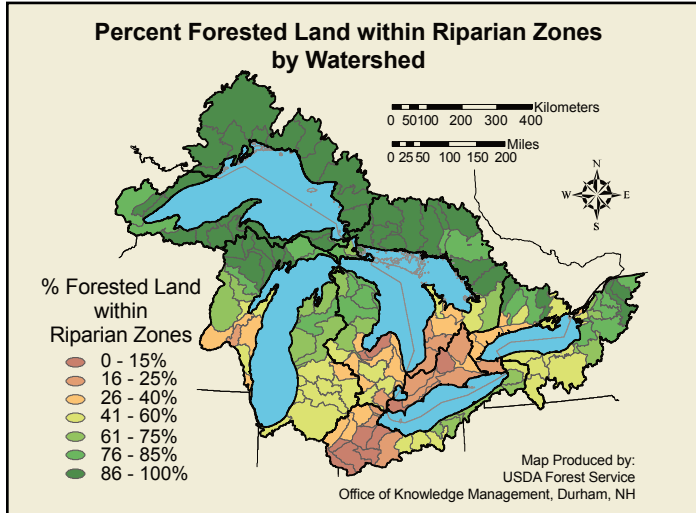 Percent Forested Land within Riparian Zones
by Watershed
Kilometers
0 50100 200 300 400
Miles
0 25 50 100 150 200
N
W E
S
% Forested Land
within
Riparian Zones
0 - 15%
16 - 25%
26 - 40%
41 - 60%
61 - 75%
76 - 85%
86 - 100%
Map Produced by:
USDA Forest Service
Office of Knowledge Management, Durham, NH